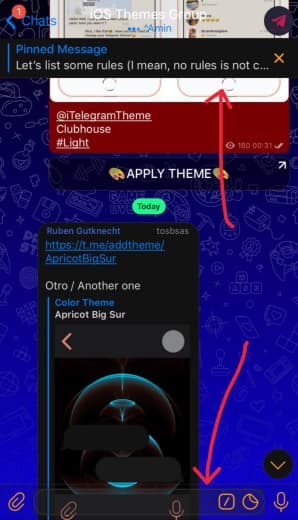 1
Chats
iOS Themes Group
^Amin
Pinned Message
Let's list some rules (I mean, no rules is not c...
@iTelegramTheme
Clubhouse
#Light
180 00:31
🎨APPLY THEME🎨
Today
Ruben Gutknecht
tosbsas
https://t.me/addtheme/
ApricotBigSur
Otro / Another one
Color Theme
Apricot Big Sur